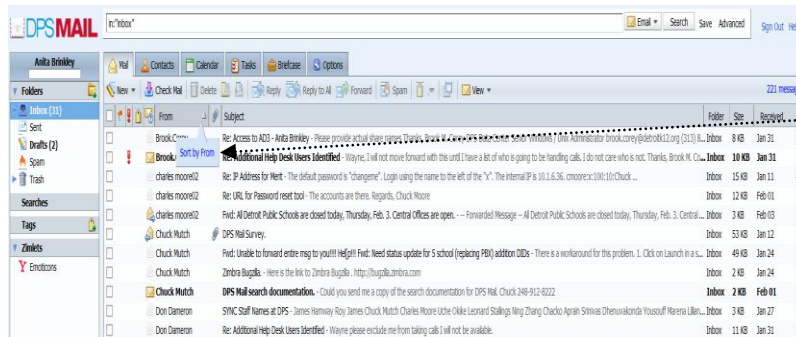 DPSMAIL
in:"inbox"
Email Search Save Advanced Sign Out
Anita Brinkley
Mail Contacts Calendar Tasks Briefcase Options
Folders
New Check Mail Delete Reply Reply to All Forward Spam View
Inbox (31)
From Subject Folder Size Received
Sent
Drafts (2)
Spam
Trash
Searches
Tags
Zimlets
Emoticons
Sort by From
Brook.Corey Re: Access to AD3 - Anita Brinkley - Please provide actual share names Thanks, Brook M. Corey DPS Data Center Senior Windows / Unix Administrator brook.corey@detroitk12.org (313) 8... Inbox 8 KB Jan 31
Re: Additional Help Desk Users Identified - Wayne, I will not move forward with this until I have a list of who is going to be handling calls. I do not care who is not. Thanks, Brook M. Co... Inbox 10 KB Jan 31
charles moore02 Re: IP Address for Merit - The default password is "changeme". Login using the name to the left of the "x". The internal IP is 10.1.6.36. cmoore:x:100:10:Chuck ... Inbox 15 KB Jan 11
charles moore02 Re: URL for Password reset tool - The accounts are there. Regards, Chuck Moore Inbox 12 KB Feb 01
charles moore02 Fwd: All Detroit Public Schools are closed today, Thursday, Feb. 3. Central Offices are open. - -- Forwarded Message -- All Detroit Public Schools are closed today, Thursday, Feb. 3. Central ... Inbox 3 KB Feb 03
Chuck Mutch DPS Mail Survey. Inbox 53 KB Jan 12
Chuck Mutch Fwd: Unable to forward entire msg to you!!!! Help!!! Fwd: Need status update for 5 school (replacing PBX) addition DIDs - There is a workaround for this problem. 1. Click on Launch in a s... Inbox 49 KB Jan 24
Chuck Mutch Zimbra Bugzilla. - Here is the link to Zimbra Bugzilla . http://bugzilla.zimbra.com Inbox 2 KB Jan 24
Chuck Mutch DPS Mail search documentation. - Could you send me a copy of the search documentation for DPS Mail. Chuck 248-912-8222 Inbox 2 KB Feb 01
Don Dameron SYNC Staff Names at DPS - James Hamway Roy James Chuck Mutch Charles Moore Uche Okike Leonard Stallings Ning Zhang Chacko Aprain Srinivas Dhenuvakonda Yousouff Marena Lillian... Inbox 3 KB Jan 27
Don Dameron Re: Additional Help Desk Users Identified - Wayne please exclude me from taking calls I will not be available. Inbox 11 KB Jan 31